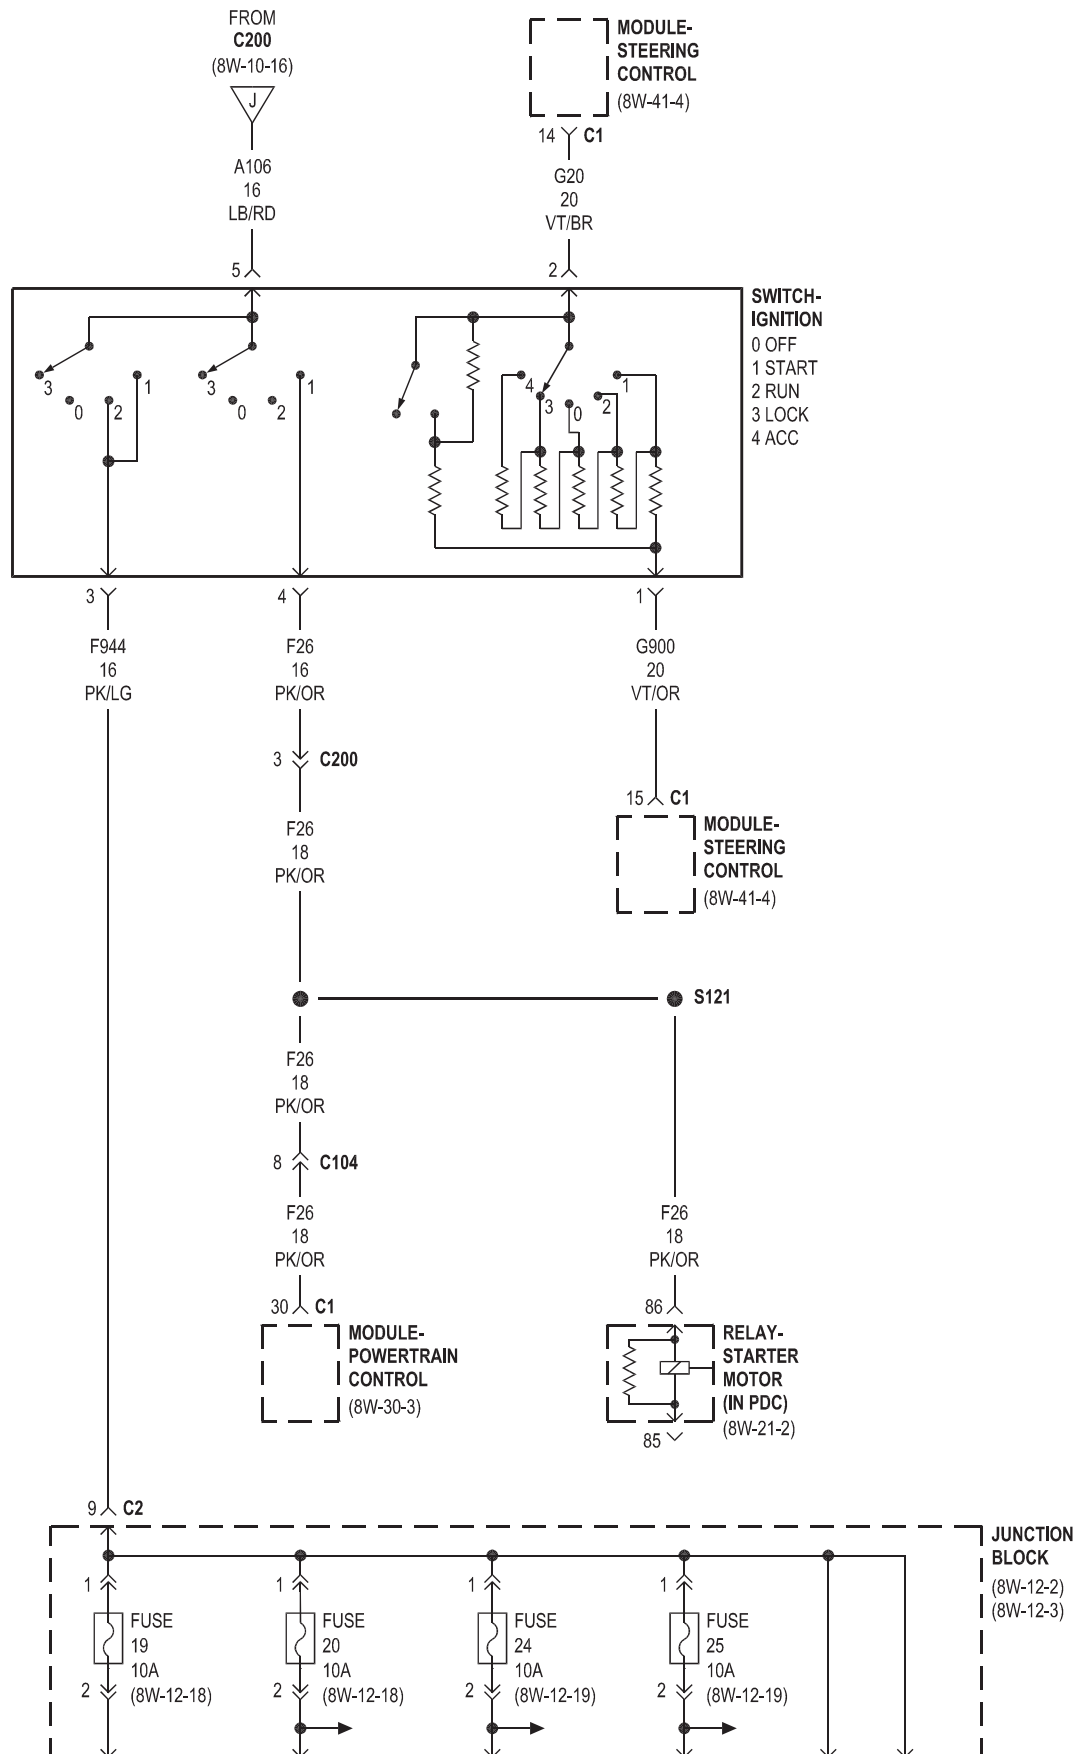 FROM
C200
(8W-10-16)
J
A106
16
LB/RD
5
MODULE-
STEERING
CONTROL
(8W-41-4)
14 C1
G20
20
VT/BR
2
SWITCH-
IGNITION
0 OFF
1 START
2 RUN
3 LOCK
4 ACC
3
0
2
1
3
0
2
1
4
3
0
2
1
3
F944
16
PK/LG
4
F26
16
PK/OR
1
G900
20
VT/OR
3 C200
F26
18
PK/OR
15 C1
MODULE-
STEERING
CONTROL
(8W-41-4)
S121
F26
18
PK/OR
8 C104
F26
18
PK/OR
30 C1
MODULE-
POWERTRAIN
CONTROL
(8W-30-3)
F26
18
PK/OR
86
RELAY-
STARTER
MOTOR
(IN PDC)
(8W-21-2)
85
9 C2
JUNCTION
BLOCK
(8W-12-2)
(8W-12-3)
1
FUSE
19
10A
(8W-12-18)
2
1
FUSE
20
10A
(8W-12-18)
2
1
FUSE
24
10A
(8W-12-19)
2
1
FUSE
25
10A
(8W-12-19)
2